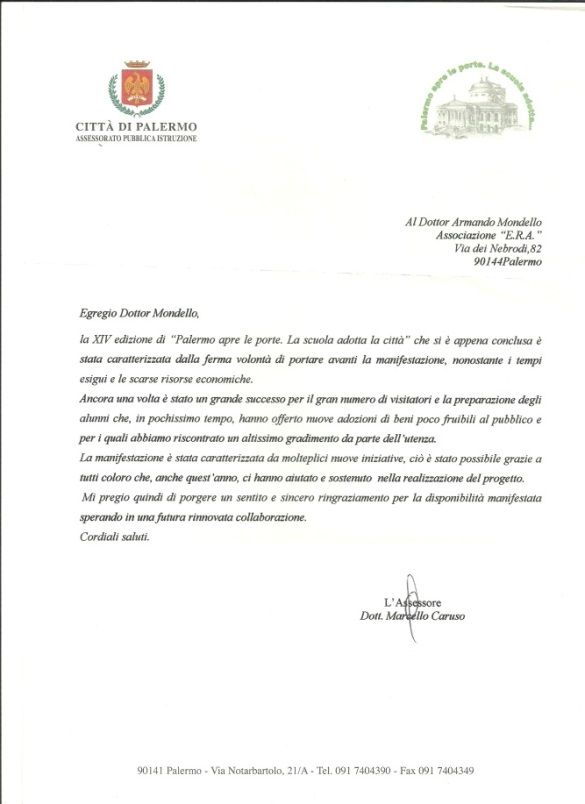 Palermo apre le porte. La scuola adotta...
CITTÀ DI PALERMO
ASSESSORATO PUBBLICA ISTRUZIONE
Al Dottor Armando Mondello
Associazione “E.R.A.”
Via dei Nebrodi,82
90144Palermo
Egregio Dottor Mondello,
la XIV edizione di “Palermo apre le porte. La scuola adotta la città” che si è appena conclusa è
stata caratterizzata dalla ferma volontà di portare avanti la manifestazione, nonostante i tempi
esigui e le scarse risorse economiche.
Ancora una volta è stato un grande successo per il gran numero di visitatori e la preparazione degli
alunni che, in pochissimo tempo, hanno offerto nuove adozioni di beni poco fruibili al pubblico e
per i quali abbiamo riscontrato un altissimo gradimento da parte dell’utenza.
La manifestazione è stata caratterizzata da molteplici nuove iniziative, ciò è stato possibile grazie a
tutti coloro che, anche quest’anno, ci hanno aiutato e sostenuto nella realizzazione del progetto.
Mi pregio quindi di porgere un sentito e sincero ringraziamento per la disponibilità manifestata
sperando in una futura rinnovata collaborazione.
Cordiali saluti.
L’Assessore
Dott. Marcello Caruso
90141 Palermo - Via Notarbartolo, 21/A - Tel. 091 7404390 - Fax 091 7404349